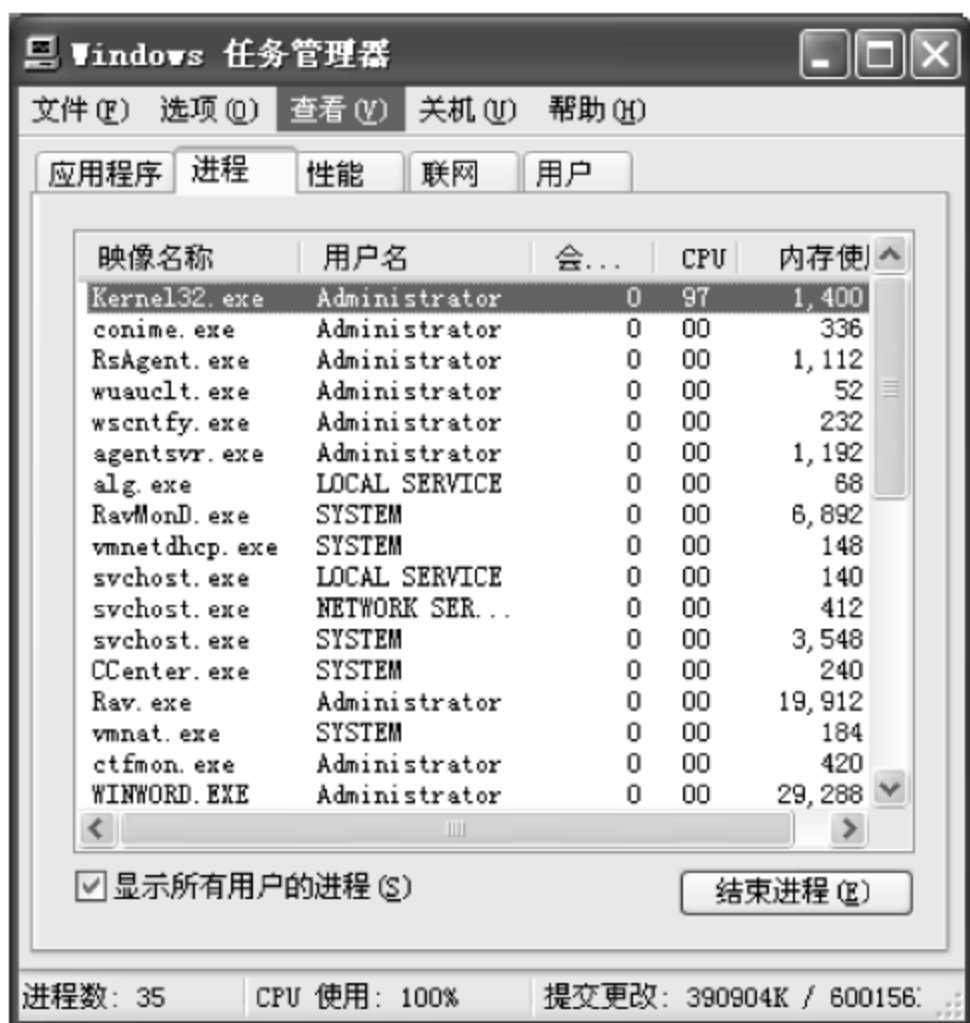 Windows 任务管理器
文件(F) 选项(O) 查看(V) 关机(U) 帮助(H)
应用程序 进程 性能 联网 用户
映像名称 用户名 会... CPU 内存使
Kernel32.exe Administrator 0 97 1,400
conime.exe Administrator 0 00 336
RsAgent.exe Administrator 0 00 1,112
wuauclt.exe Administrator 0 00 52
wscntfy.exe Administrator 0 00 232
agentsvr.exe Administrator 0 00 1,192
alg.exe LOCAL SERVICE 0 00 68
RavMonD.exe SYSTEM 0 00 6,892
vmnetdhcp.exe SYSTEM 0 00 148
svchost.exe LOCAL SERVICE 0 00 140
svchost.exe NETWORK SER... 0 00 412
svchost.exe SYSTEM 0 00 3,548
CCenter.exe SYSTEM 0 00 240
Rav.exe Administrator 0 00 19,912
vmnat.exe SYSTEM 0 00 184
ctfmon.exe Administrator 0 00 420
WINWORD.EXE Administrator 0 00 29,288
显示所有用户的进程(S) 结束进程(E)
进程数: 35 CPU 使用: 100% 提交更改: 390904K / 600156